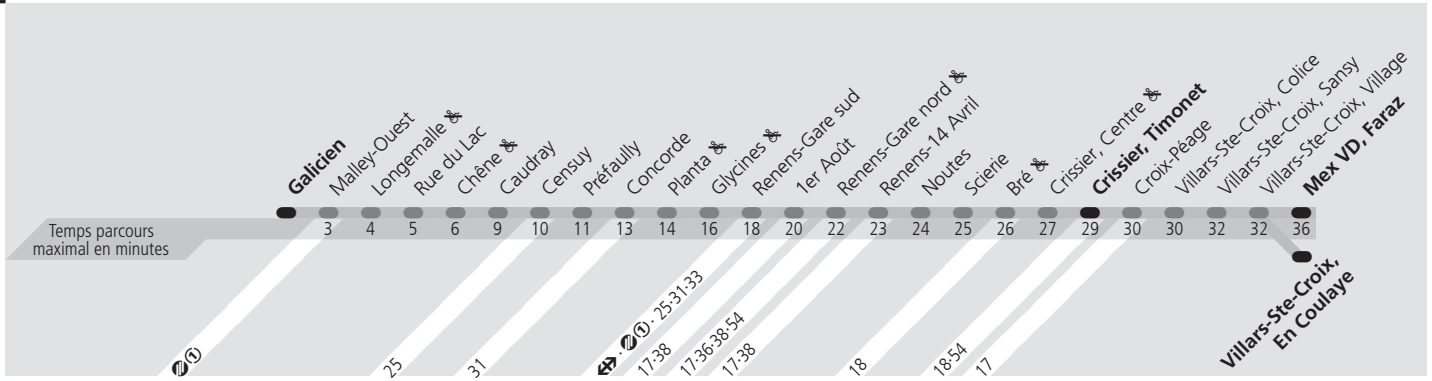 Galicien
Malley-Ouest
Longemalle
Rue du Lac
Chêne
Caudray
Censuy
Préfaully
Concorde
Planta
Glycines
Renens-Gare sud
1er Août
Renens-Gare nord
Renens-14 Avril
Noutes
Scierie
Bré
Crissier, Centre
Crissier, Timonet
Croix-Péage
Villars-Ste-Croix, Colice
Villars-Ste-Croix, Sansy
Villars-Ste-Croix, Village
Mex VD, Faraz
Temps parcours
maximal en minutes
3 4 5 6 9 10 11 13 14 16 18 20 22 23 24 25 26 27 29 30 30 32 32 36
Villars-Ste-Croix,
En Coulaye
m①
25
31
m① · 25·31·33
17·38
17·36·38·54
17·38
18
18·54
17